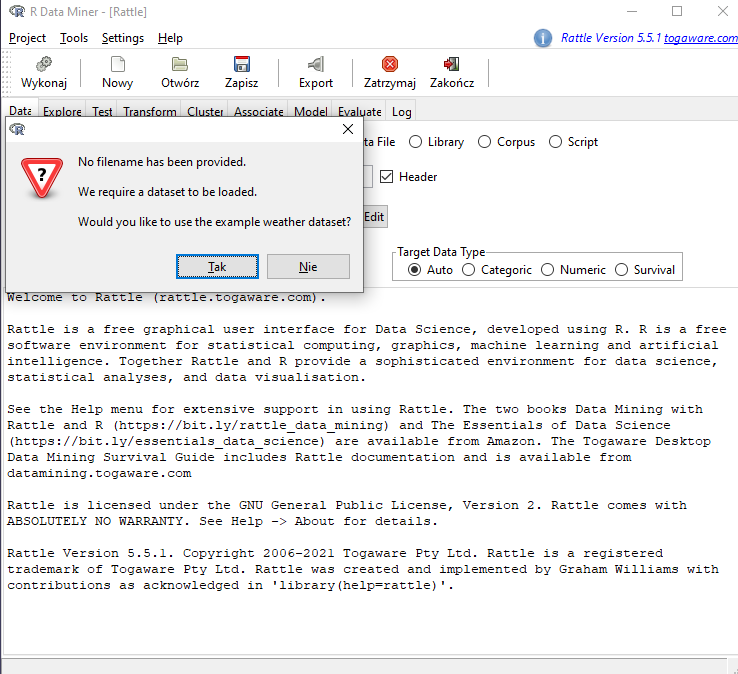 R Data Miner - [Rattle]
Project Tools Settings Help
Rattle Version 5.5.1 togaware.com
Wykonaj Nowy Otwórz Zapisz Export Zatrzymaj Zakończ
Data Explore Test Transform Cluster Associate Model Evaluate Log
No filename has been provided.
We require a dataset to be loaded.
Would you like to use the example weather dataset?
Tak Nie
ta File Library Corpus Script
Header
Edit
Target Data Type
Auto Categoric Numeric Survival
Welcome to Rattle (rattle.togaware.com).
Rattle is a free graphical user interface for Data Science, developed using R. R is a free
software environment for statistical computing, graphics, machine learning and artificial
intelligence. Together Rattle and R provide a sophisticated environment for data science,
statistical analyses, and data visualisation.
See the Help menu for extensive support in using Rattle. The two books Data Mining with
Rattle and R (https://bit.ly/rattle_data_mining) and The Essentials of Data Science
(https://bit.ly/essentials_data_science) are available from Amazon. The Togaware Desktop
Data Mining Survival Guide includes Rattle documentation and is available from
datamining.togaware.com
Rattle is licensed under the GNU General Public License, Version 2. Rattle comes with
ABSOLUTELY NO WARRANTY. See Help -> About for details.
Rattle Version 5.5.1. Copyright 2006-2021 Togaware Pty Ltd. Rattle is a registered
trademark of Togaware Pty Ltd. Rattle was created and implemented by Graham Williams with
contributions as acknowledged in 'library(help=rattle)'.